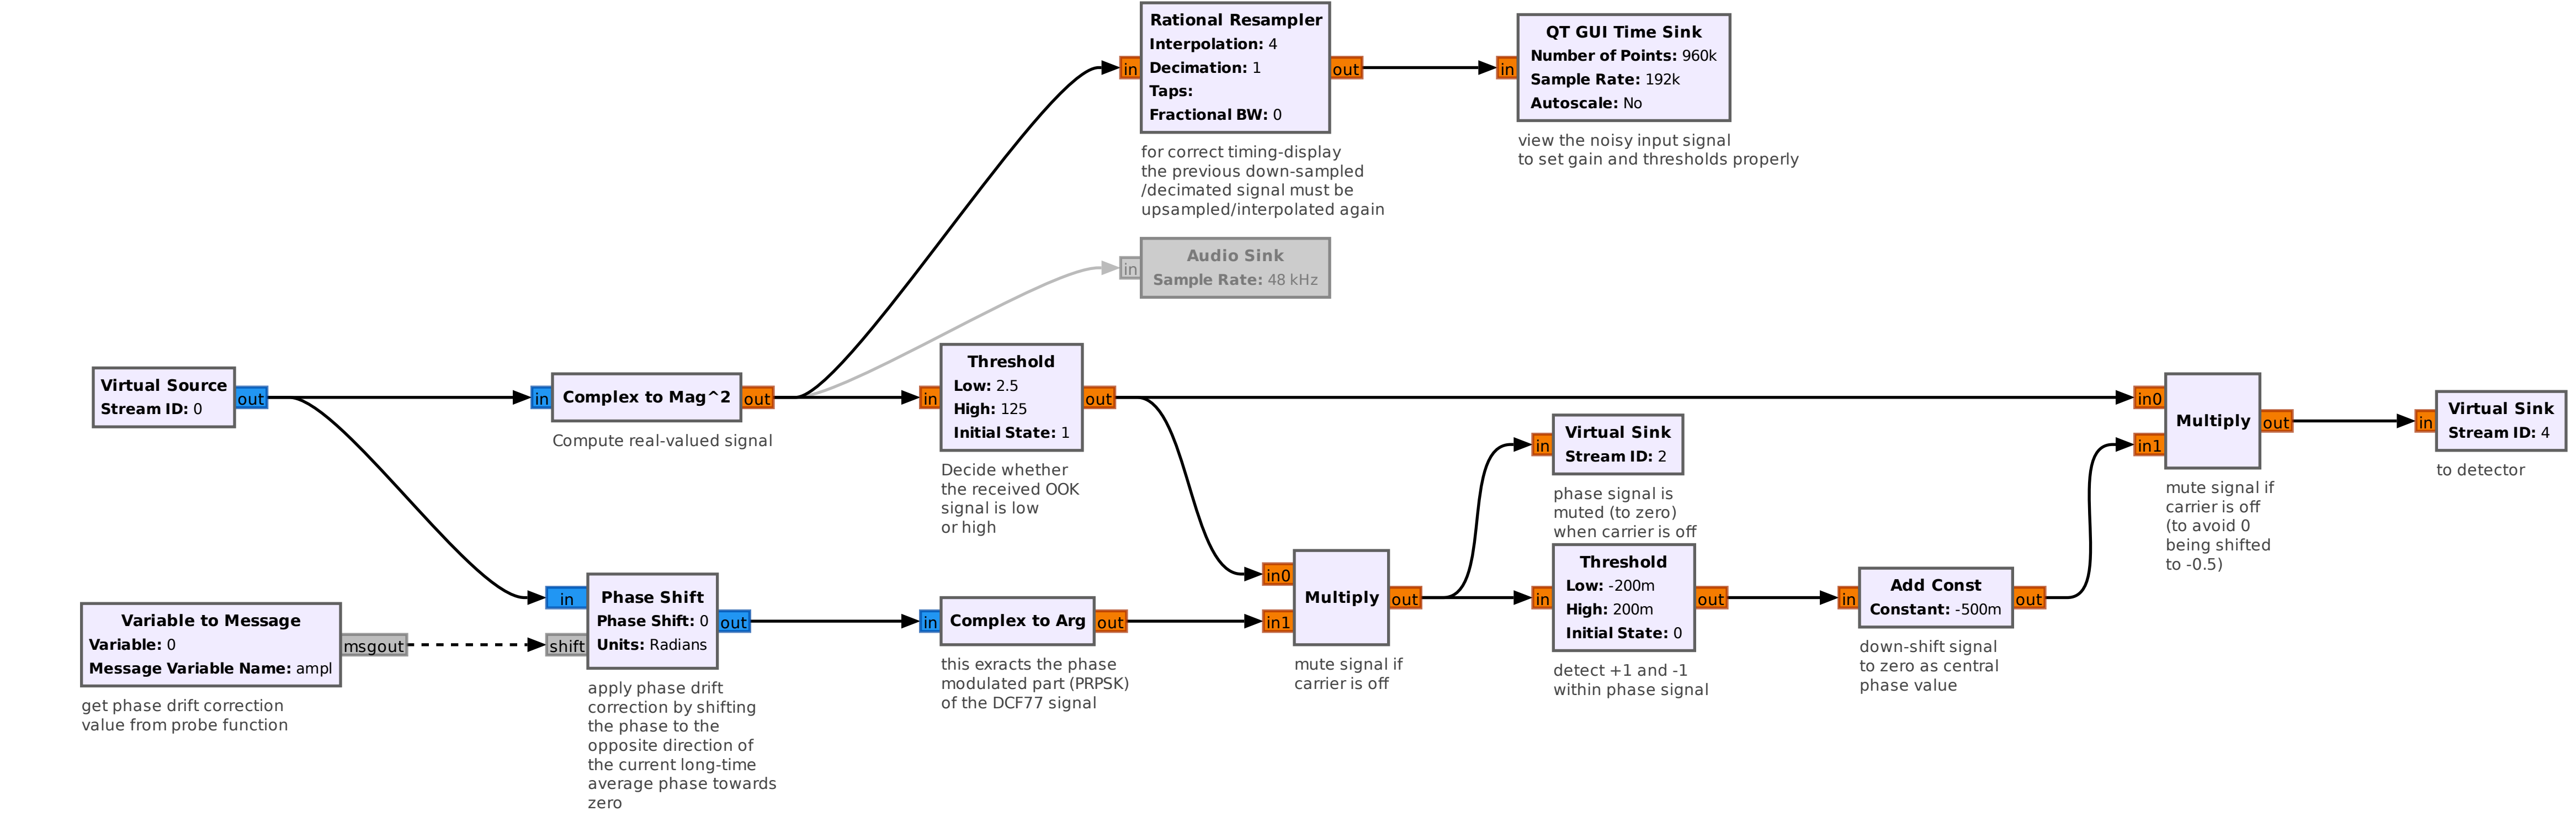 Rational Resampler
Interpolation: 4
Decimation: 1
Taps:
Fractional BW: 0
in
out
for correct timing-display
the previous down-sampled
/decimated signal must be
upsampled/interpolated again
QT GUI Time Sink
Number of Points: 960k
Sample Rate: 192k
Autoscale: No
in
view the noisy input signal
to set gain and thresholds properly
Audio Sink
Sample Rate: 48 kHz
in
Virtual Source
Stream ID: 0
out
in
Complex to Mag^2
out
Compute real-valued signal
in
Threshold
Low: 2.5
High: 125
Initial State: 1
out
Decide whether
the received OOK
signal is low
or high
in
Virtual Sink
Stream ID: 2
phase signal is
muted (to zero)
when carrier is off
in0
in1
Multiply
out
mute signal if
carrier is off
(to avoid 0
being shifted
to -0.5)
in
Virtual Sink
Stream ID: 4
to detector
Variable to Message
Variable: 0
Message Variable Name: ampl
msgout
get phase drift correction
value from probe function
in
shift
Phase Shift
Phase Shift: 0
Units: Radians
out
apply phase drift
correction by shifting
the phase to the
opposite direction of
the current long-time
average phase towards
zero
in
Complex to Arg
out
this exracts the phase
modulated part (PRPSK)
of the DCF77 signal
in0
in1
Multiply
out
mute signal if
carrier is off
in
Threshold
Low: -200m
High: 200m
Initial State: 0
out
detect +1 and -1
within phase signal
in
Add Const
Constant: -500m
out
down-shift signal
to zero as central
phase value